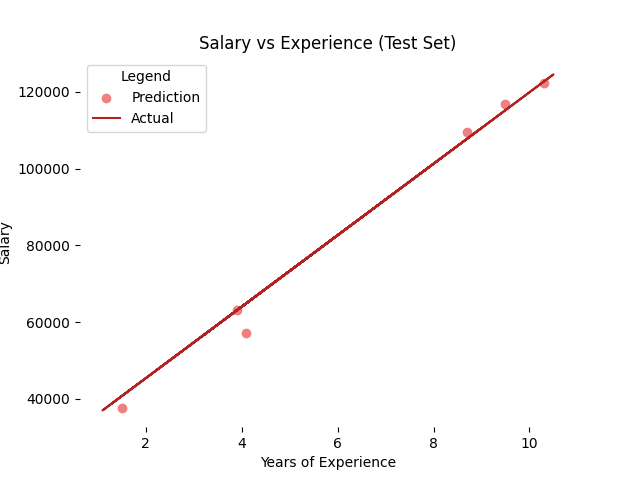 Salary vs Experience (Test Set)
Legend
Prediction
Actual
120000
100000
80000
60000
40000
Salary
2
4
6
8
10
Years of Experience